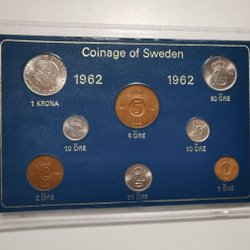 Coinage of Sweden
1962 1962
1 KRONA 50 ÖRE
5
5 ÖRE
10 ÖRE 10 ÖRE
2 ÖRE 25 ÖRE 1 ÖRE